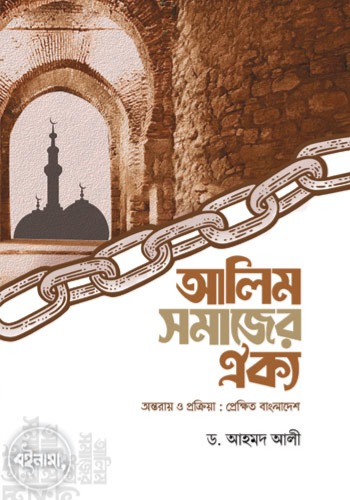 আলিম
সমাজের
ঐক্য
অন্তরায় ও প্রক্রিয়া : প্রেক্ষিত বাংলাদেশ
ড. আহমদ আলী
বইনামা